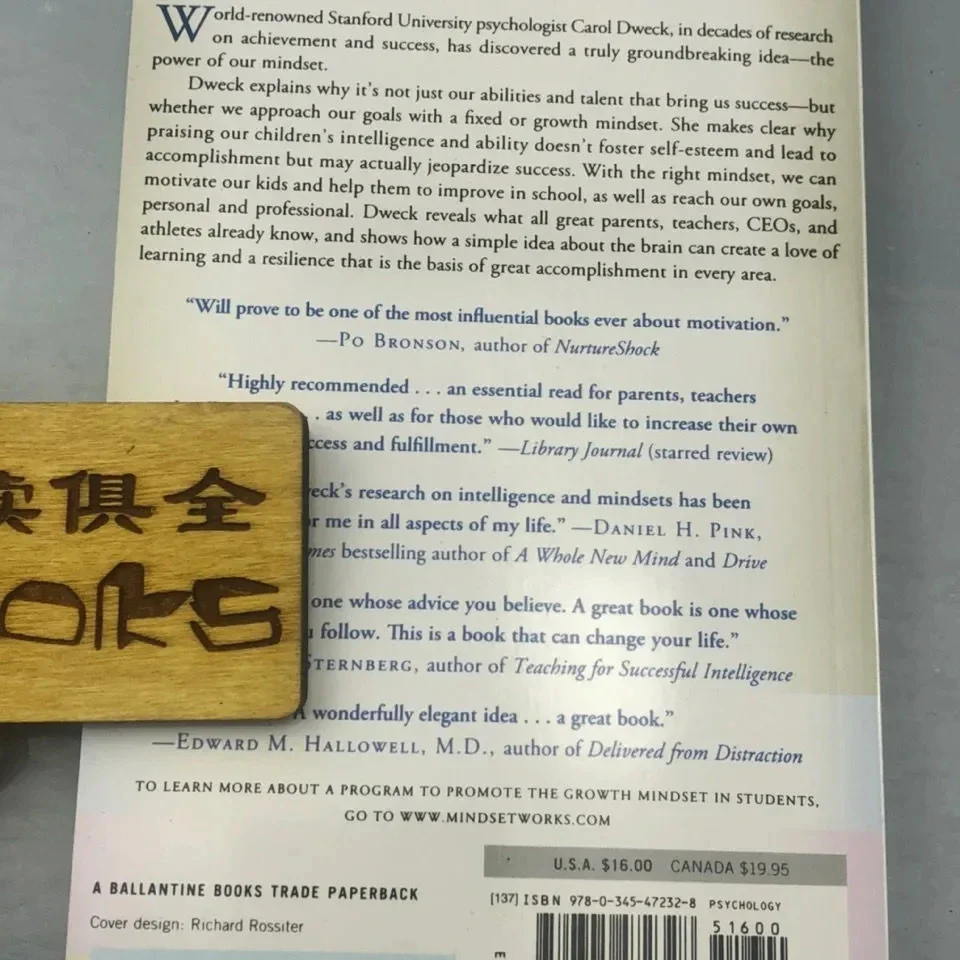 World-renowned Stanford University psychologist Carol Dweck, in decades of research
on achievement and success, has discovered a truly groundbreaking idea—the
power of our mindset.
Dweck explains why it's not just our abilities and talent that bring us success—but
whether we approach our goals with a fixed or growth mindset. She makes clear why
praising our children's intelligence and ability doesn't foster self-esteem and lead to
accomplishment but may actually jeopardize success. With the right mindset, we can
motivate our kids and help them to improve in school, as well as reach our own goals,
personal and professional. Dweck reveals what all great parents, teachers, CEOs, and
athletes already know, and shows how a simple idea about the brain can create a love of
learning and a resilience that is the basis of great accomplishment in every area.
“Will prove to be one of the most influential books ever about motivation.”
—PO BRONSON, author of NurtureShock
“Highly recommended . . . an essential read for parents, teachers
. . as well as for those who would like to increase their own
and fulfillment.” —Library Journal (starred review)
research on intelligence and mindsets has been
me in all aspects of my life.” —DANIEL H. PINK,
bestselling author of A Whole New Mind and Drive
one whose advice you believe. A great book is one whose
follow. This is a book that can change your life.”
STERNBERG, author of Teaching for Successful Intelligence
A wonderfully elegant idea . . . a great book.”
—EDWARD M. HALLOWELL, M.D., author of Delivered from Distraction
TO LEARN MORE ABOUT A PROGRAM TO PROMOTE THE GROWTH MINDSET IN STUDENTS,
GO TO WWW.MINDSETWORKS.COM
U.S.A. $16.00 CANADA $19.95
A BALLANTINE BOOKS TRADE PAPERBACK
Cover design: Richard Rossiter
[137] ISBN 978-0-345-47232-8 PSYCHOLOGY
51600
俱全